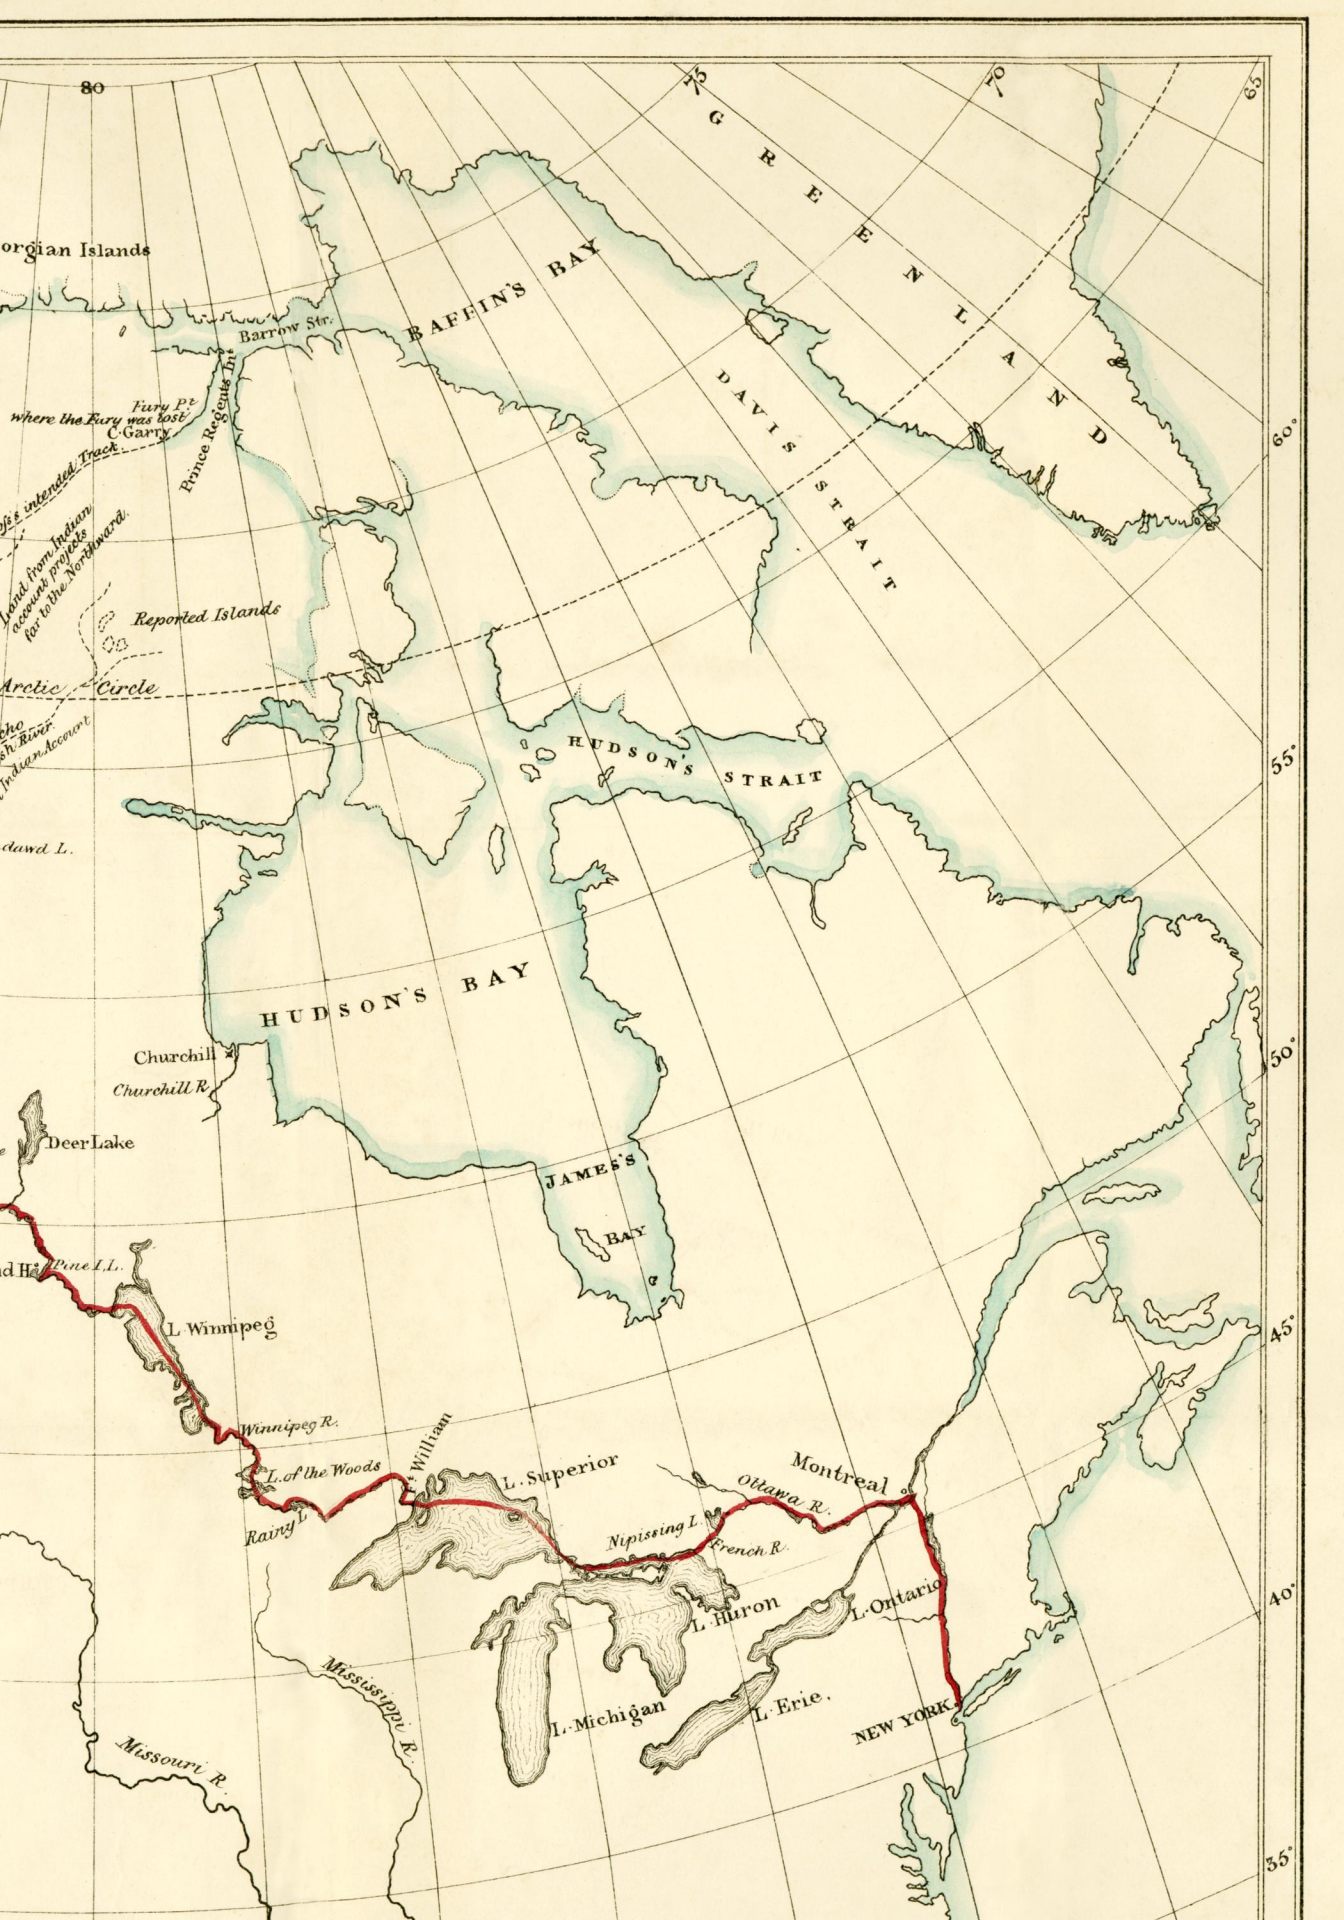 80
75
70
65
GREENLAND
orgian Islands
BAFFIN'S BAY
Barrow Str.
DAVIS STRAIT
Prince Regents Int
Fury Pt
where the Fury was lost
C. Garry
intended Track.
Land from Indian
account projects
far to the Northward.
60°
Reported Islands
Arctic Circle
Indian Account
HUDSON'S STRAIT
55°
dawd L.
HUDSON'S BAY
Churchill
Churchill R.
50°
Deer Lake
JAMES'S
BAY
Pine I. L.
L. Winnipeg
45°
Winnipeg R.
L. of the Woods
Ft. William
L. Superior
Montreal
Ottawa R.
Rainy L
Nipissing L.
French R.
40°
L. Huron
L. Ontario
Mississippi R.
L. Michigan
L. Erie.
NEW YORK
Missouri R.
35°